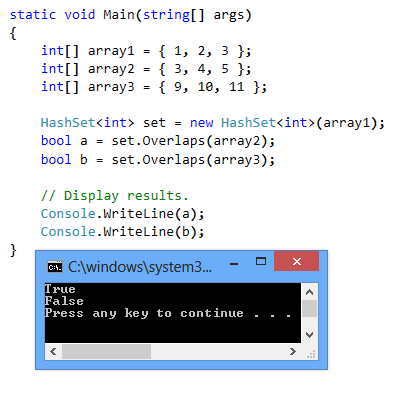 static void Main(string[] args)
{
int[] array1 = { 1, 2, 3 };
int[] array2 = { 3, 4, 5 };
int[] array3 = { 9, 10, 11 };
HashSet<int> set = new HashSet<int>(array1);
bool a = set.Overlaps(array2);
bool b = set.Overlaps(array3);
// Display results.
Console.WriteLine(a);
Console.WriteLine(b);
}
C:\windows\system3...
True
False
Press any key to continue . . .